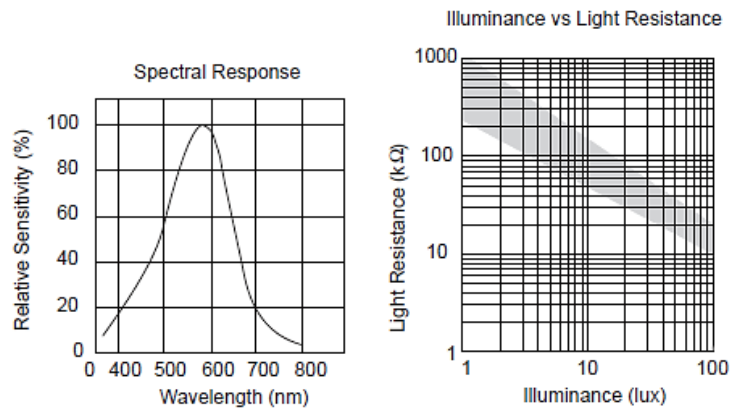 Spectral Response
Relative Sensitivity (%)
100
80
60
40
20
0
0 400 500 600 700 800
Wavelength (nm)
Illuminance vs Light Resistance
Light Resistance (kΩ)
1000
100
10
1
1 10 100
Illuminance (lux)